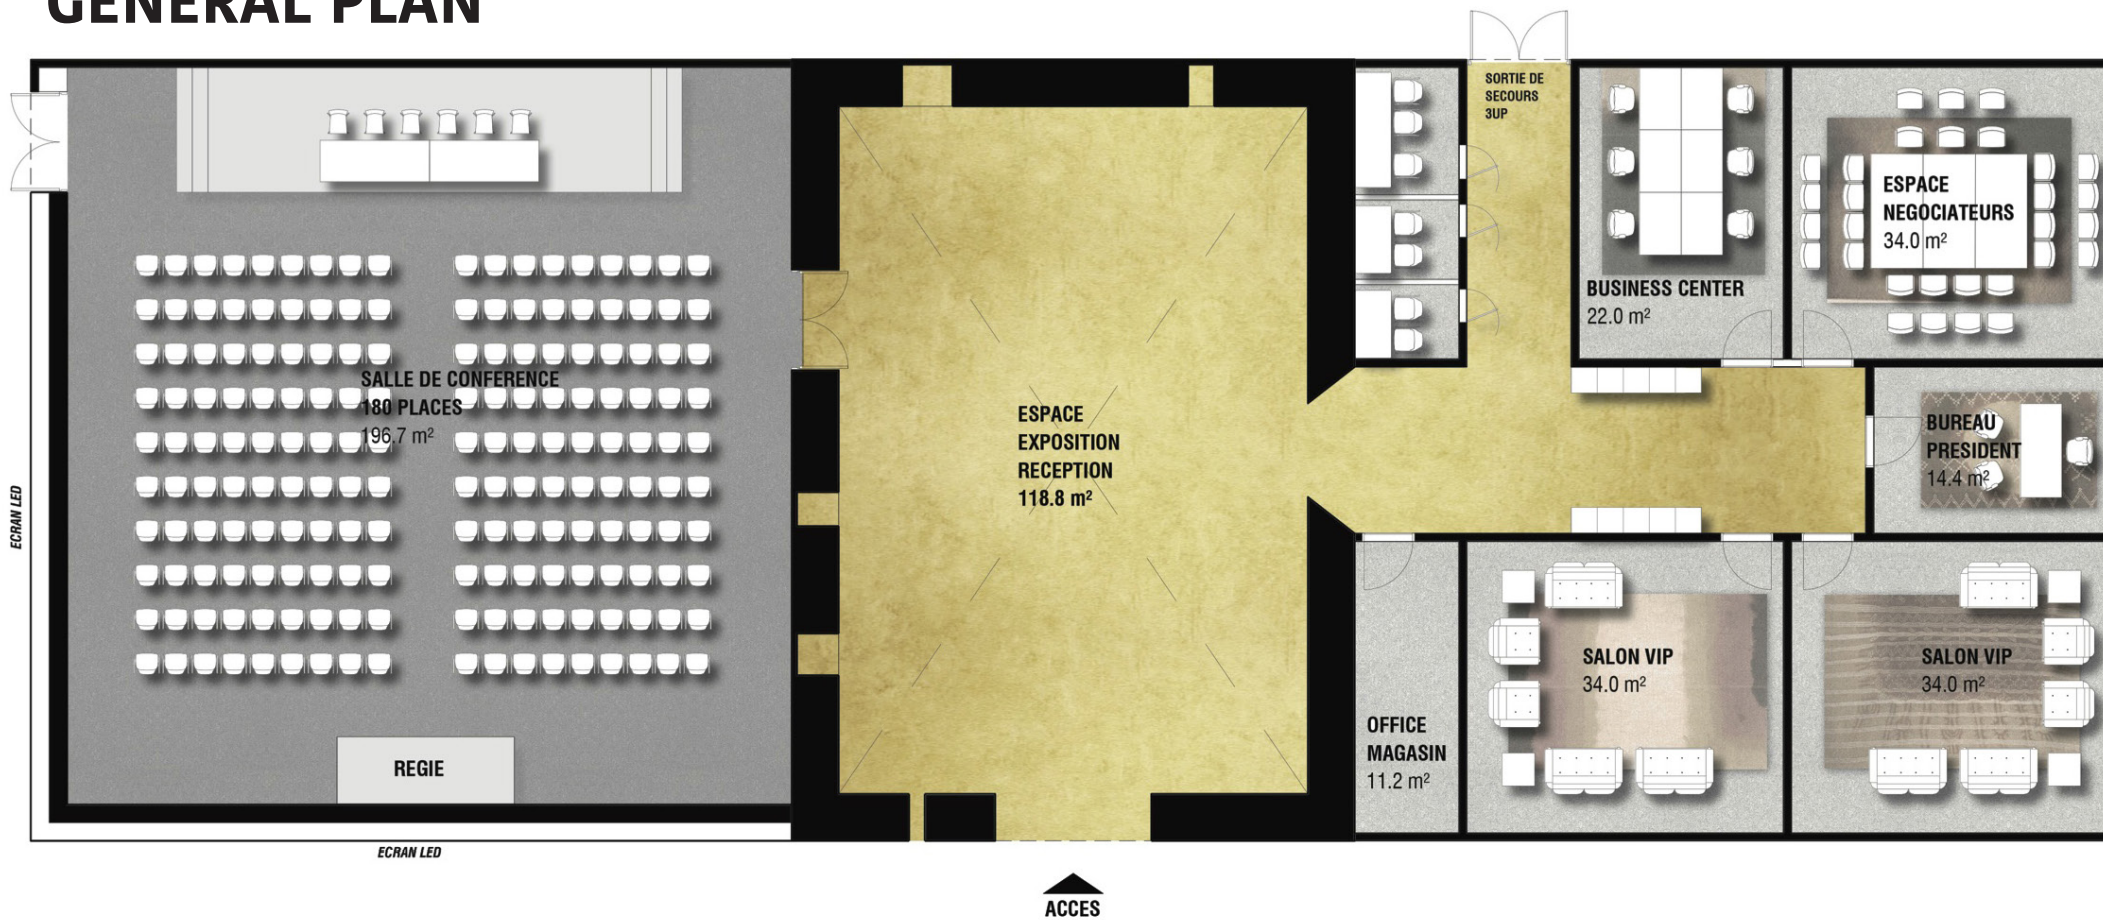 GENERAL PLAN
SORTIE DE
SECOURS
3UP
ESPACE
NEGOCIATEURS
34.0 m²
BUSINESS CENTER
22.0 m²
SALLE DE CONFERENCE
180 PLACES
196.7 m²
ESPACE
EXPOSITION
RECEPTION
118.8 m²
BUREAU
PRESIDENT
14.4 m²
ECRAN LED
SALON VIP
34.0 m²
SALON VIP
34.0 m²
OFFICE
MAGASIN
11.2 m²
REGIE
ECRAN LED
ACCES